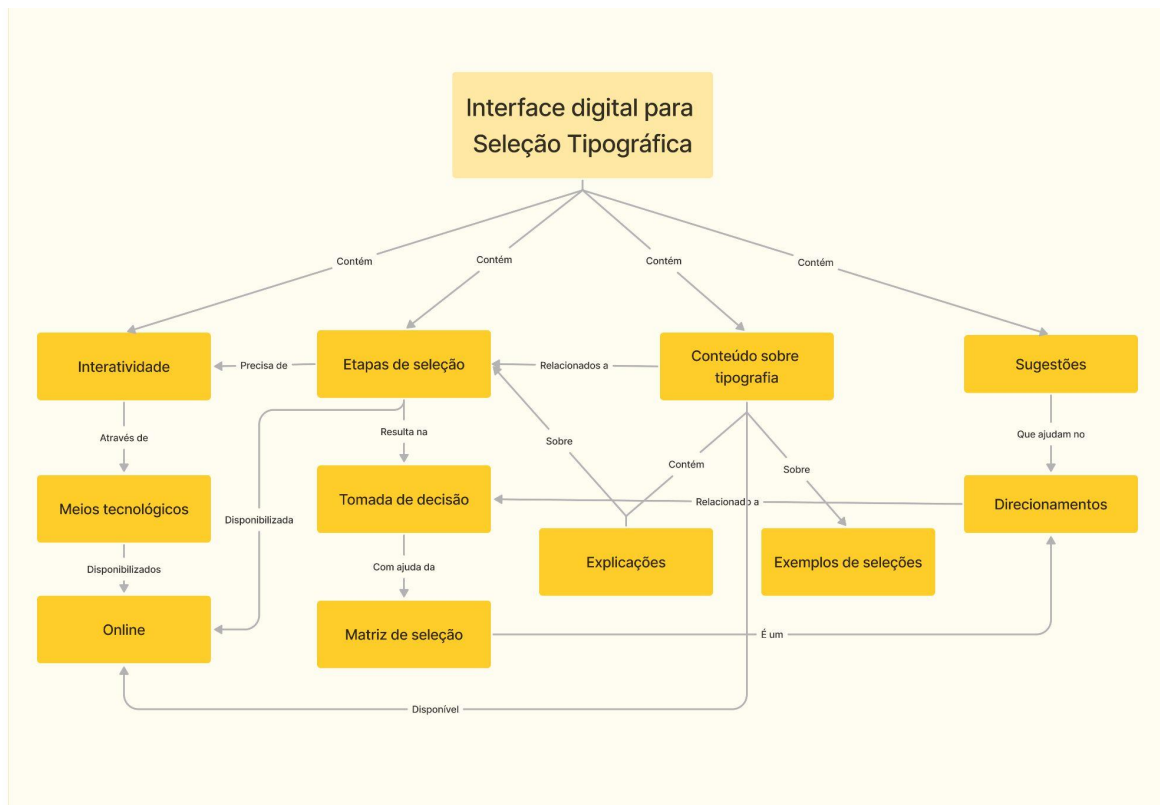 Interface digital para
Seleção Tipográfica
Contém
Contém
Contém
Contém
Interatividade
Precisa de
Etapas de seleção
Relacionados a
Conteúdo sobre
tipografia
Sugestões
Através de
Resulta na
Sobre
Contém
Sobre
Que ajudam no
Meios tecnológicos
Disponibilizada
Tomada de decisão
Relacionado a
Direcionamentos
Disponibilizados
Com ajuda da
Explicações
Exemplos de seleções
Online
Matriz de seleção
É um
Disponível